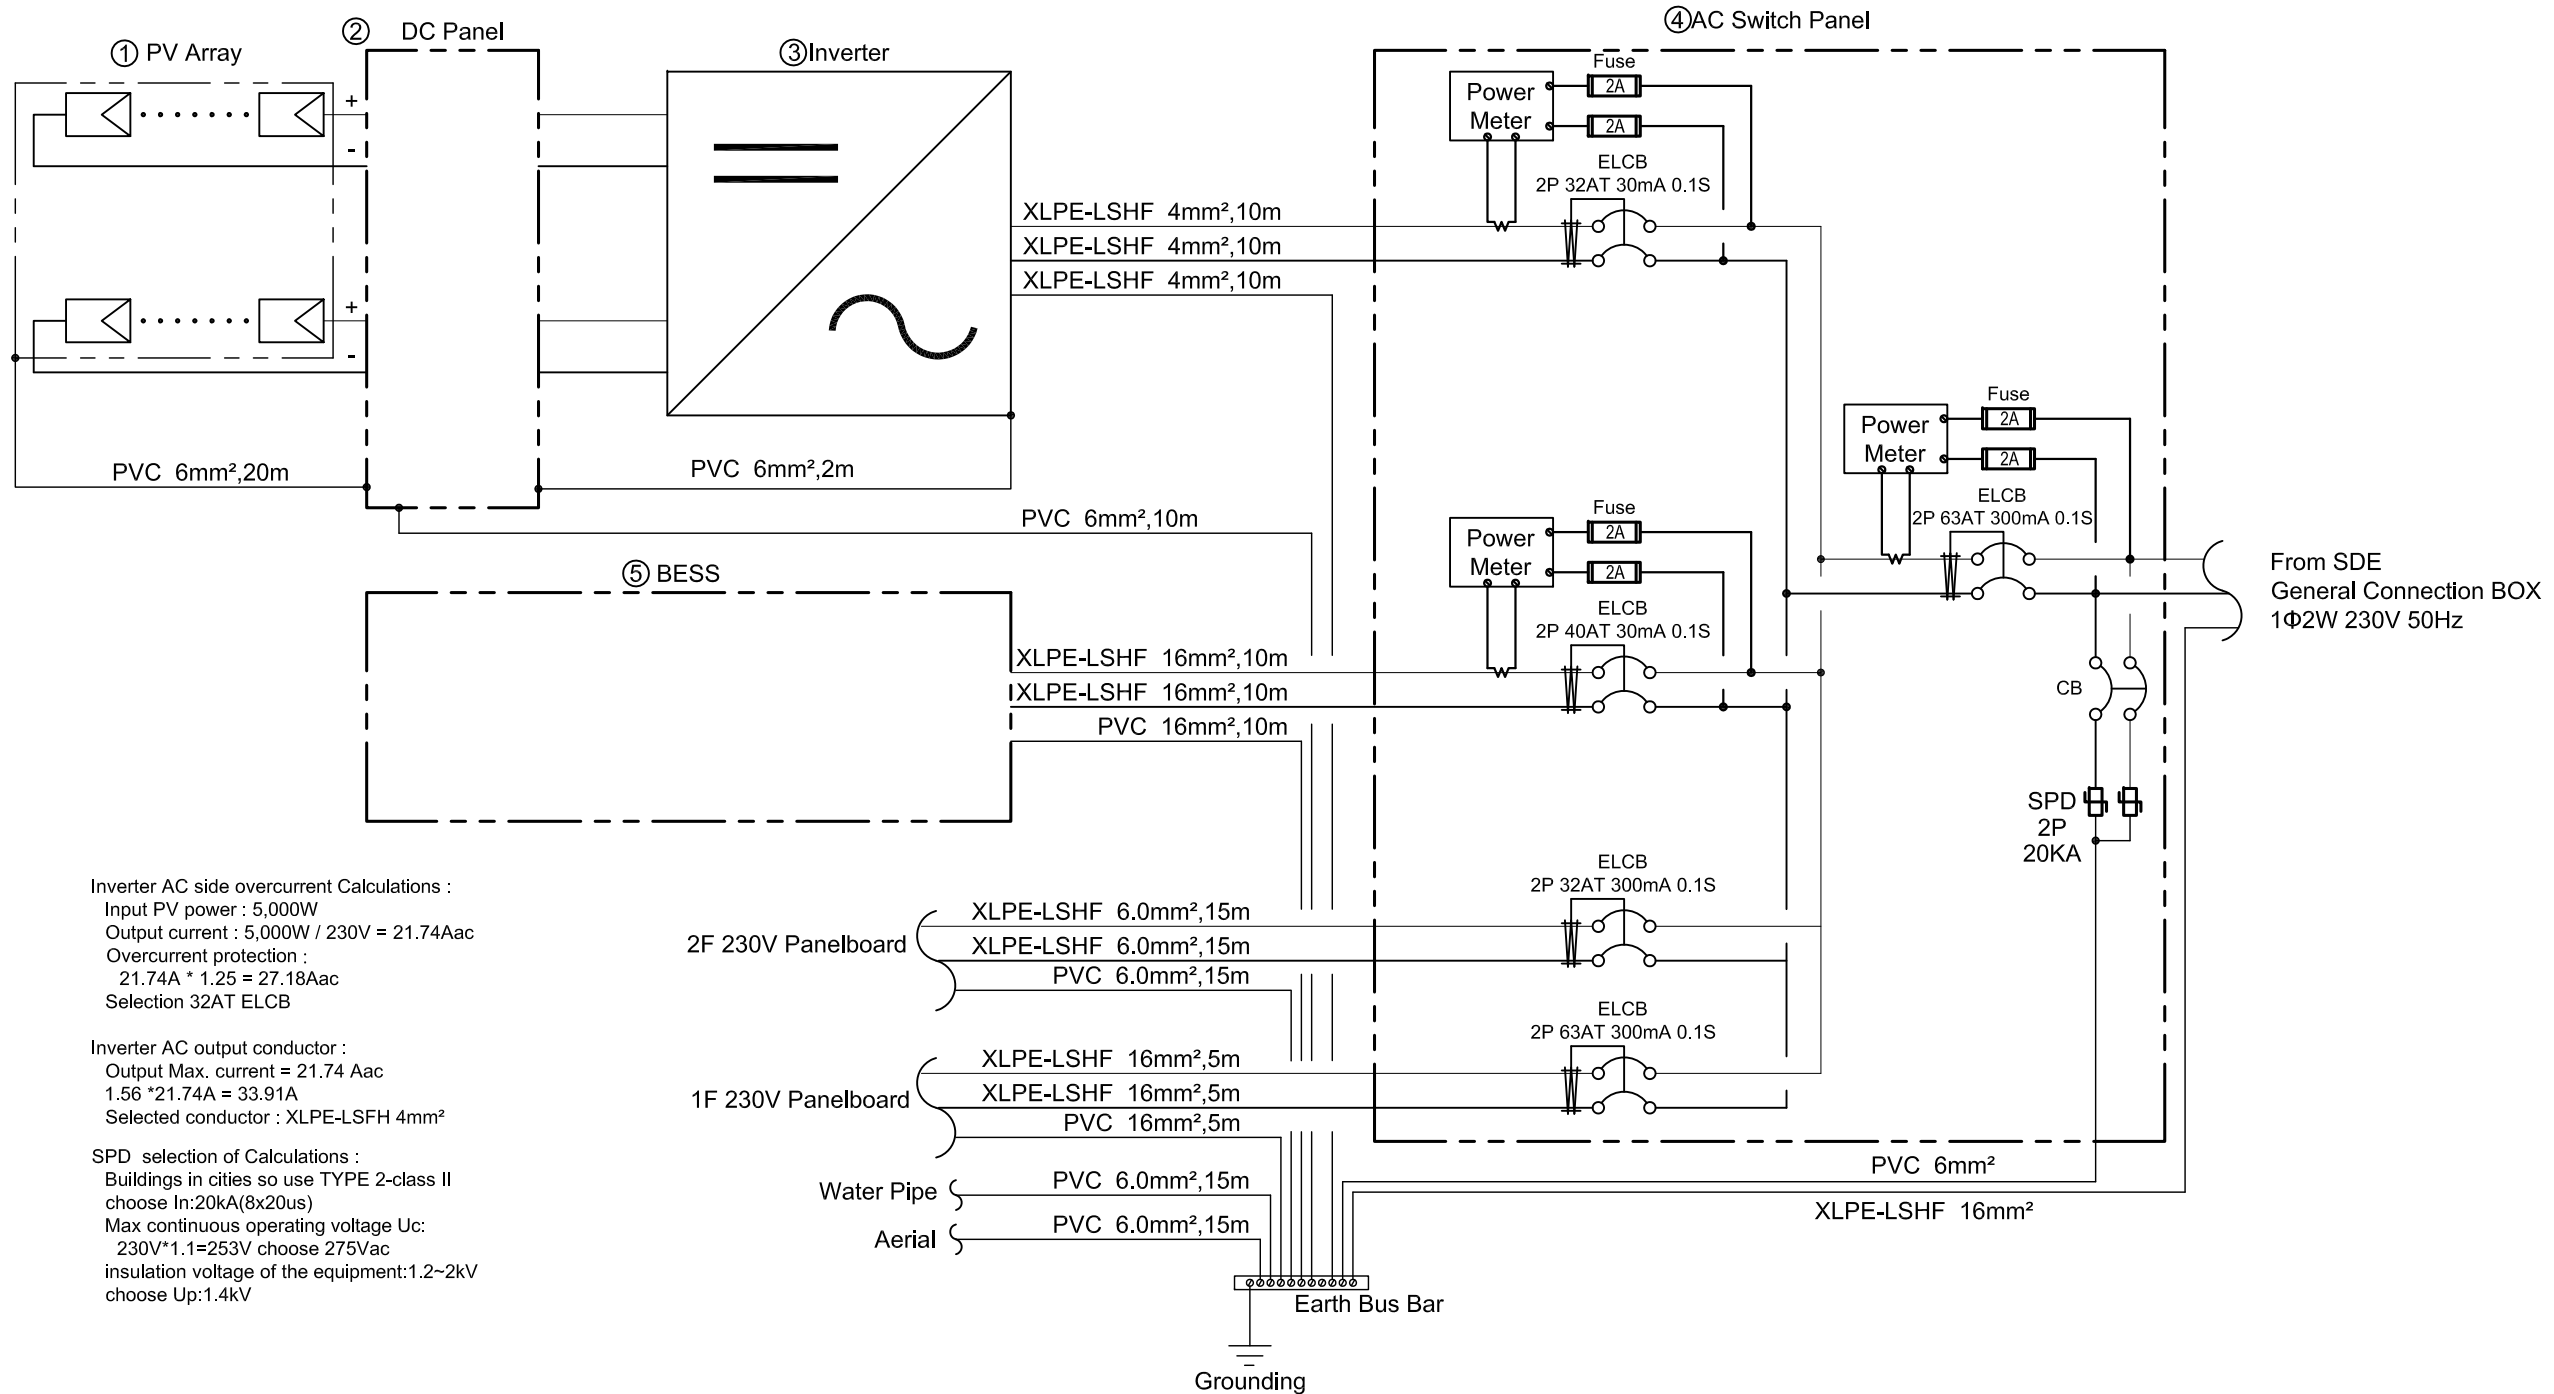 ① PV Array
② DC Panel
③Inverter
④AC Switch Panel
+
-
+
-
PVC 6mm²,20m
PVC 6mm²,2m
PVC 6mm²,10m
XLPE-LSHF 4mm²,10m
XLPE-LSHF 4mm²,10m
XLPE-LSHF 4mm²,10m
Power
Meter
Fuse
2A
2A
ELCB
2P 32AT 30mA 0.1S
Power
Meter
Fuse
2A
2A
ELCB
2P 63AT 300mA 0.1S
From SDE
General Connection BOX
1Φ2W 230V 50Hz
Power
Meter
Fuse
2A
2A
ELCB
2P 40AT 30mA 0.1S
⑤ BESS
XLPE-LSHF 16mm²,10m
XLPE-LSHF 16mm²,10m
PVC 16mm²,10m
CB
SPD
2P
20KA
ELCB
2P 32AT 300mA 0.1S
2F 230V Panelboard
XLPE-LSHF 6.0mm²,15m
XLPE-LSHF 6.0mm²,15m
PVC 6.0mm²,15m
ELCB
2P 63AT 300mA 0.1S
1F 230V Panelboard
XLPE-LSHF 16mm²,5m
XLPE-LSHF 16mm²,5m
PVC 16mm²,5m
Water Pipe
PVC 6.0mm²,15m
Aerial
PVC 6.0mm²,15m
PVC 6mm²
XLPE-LSHF 16mm²
Earth Bus Bar
Grounding
Inverter AC side overcurrent Calculations :
Input PV power : 5,000W
Output current : 5,000W / 230V = 21.74Aac
Overcurrent protection :
21.74A * 1.25 = 27.18Aac
Selection 32AT ELCB
Inverter AC output conductor :
Output Max. current = 21.74 Aac
1.56 *21.74A = 33.91A
Selected conductor : XLPE-LSFH 4mm²
SPD selection of Calculations :
Buildings in cities so use TYPE 2-class II
choose In:20kA(8x20us)
Max continuous operating voltage Uc:
230V*1.1=253V choose 275Vac
insulation voltage of the equipment:1.2~2kV
choose Up:1.4kV